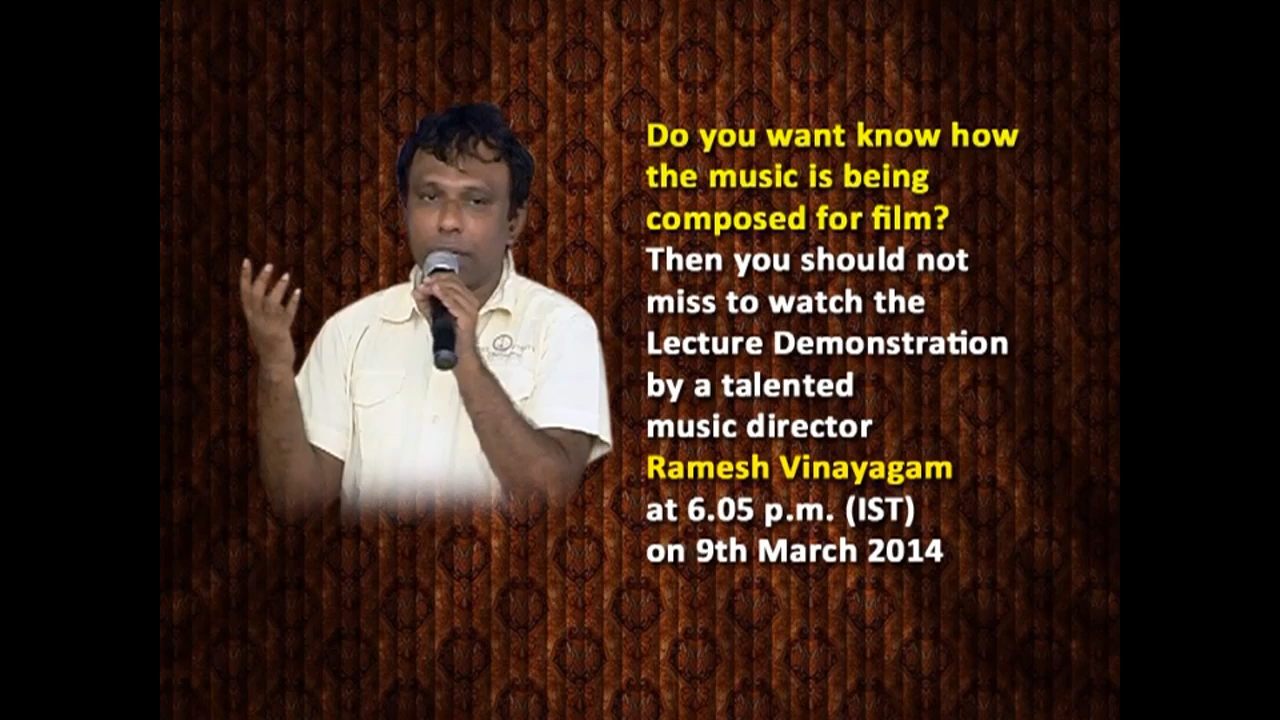 Do you want know how
the music is being
composed for film?
Then you should not
miss to watch the
Lecture Demonstration
by a talented
music director
Ramesh Vinayagam
at 6.05 p.m. (IST)
on 9th March 2014